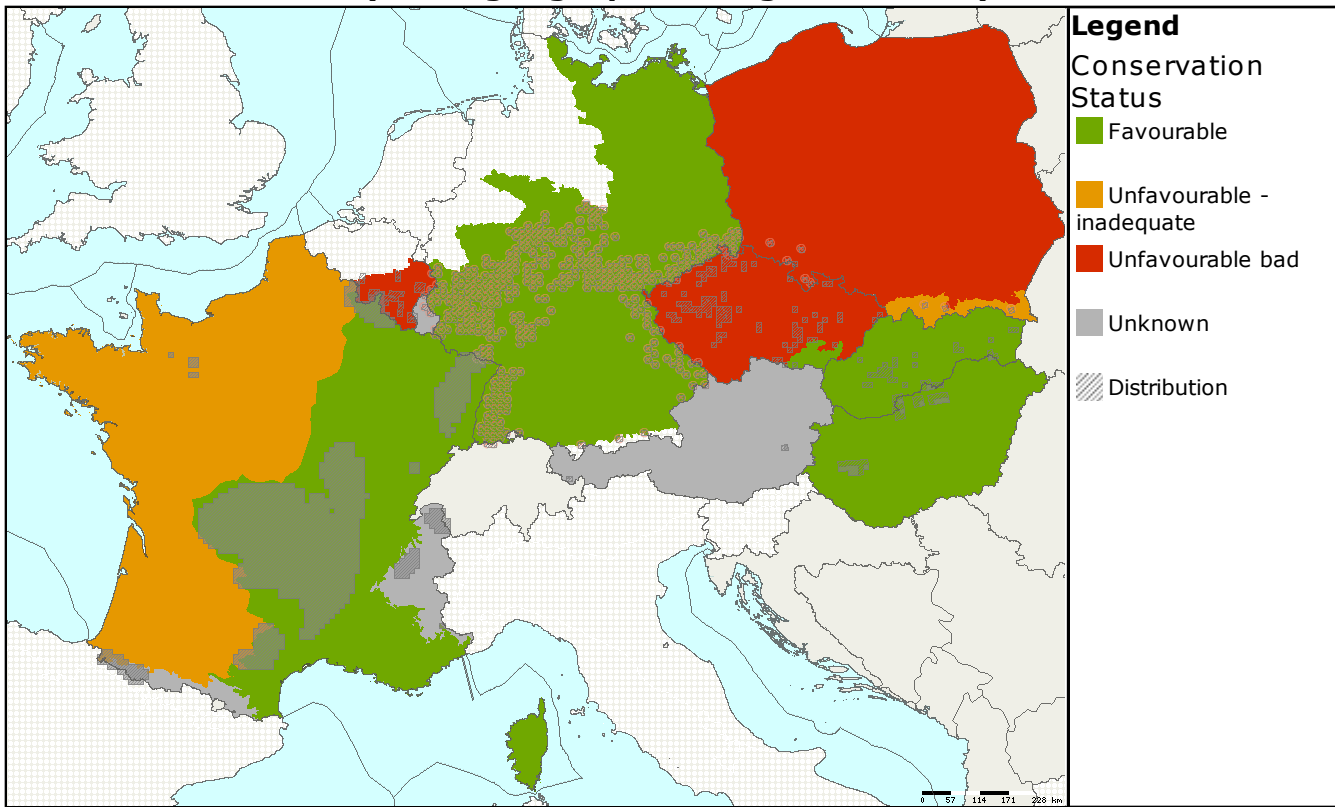 Legend
Conservation
Status
Favourable
Unfavourable -
inadequate
Unfavourable bad
Unknown
Distribution
0 57 114 171 228 km